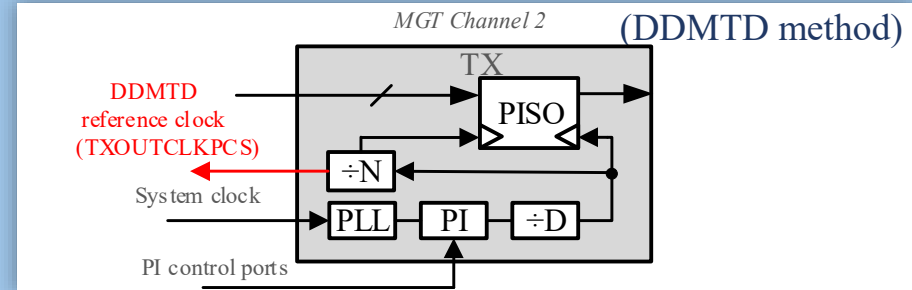 MGT Channel 2
(DDMTD method)
TX
DDMTD
reference clock
(TXOUTCLKPCS)
PISO
÷N
System clock
PLL
PI
÷D
PI control ports